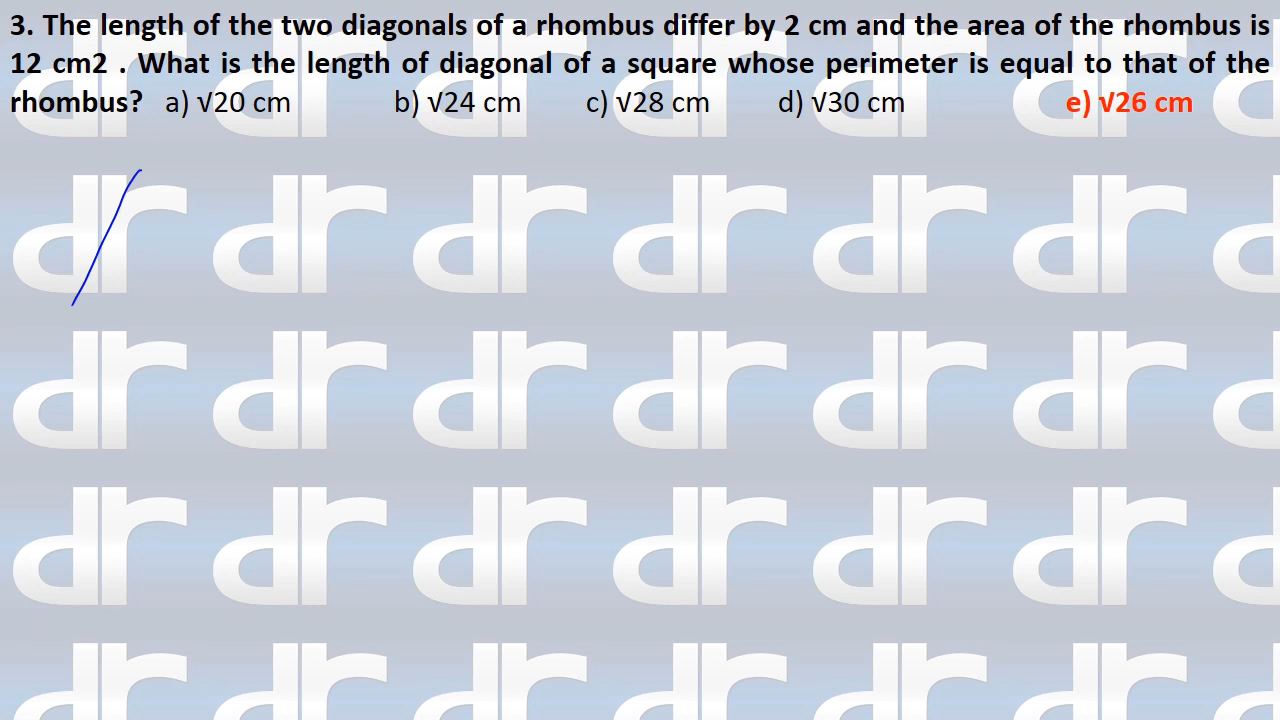 3. The length of the two diagonals of a rhombus differ by 2 cm and the area of the rhombus is
12 cm2 . What is the length of diagonal of a square whose perimeter is equal to that of the
rhombus? a) √20 cm b) √24 cm c) √28 cm d) √30 cm e) √26 cm